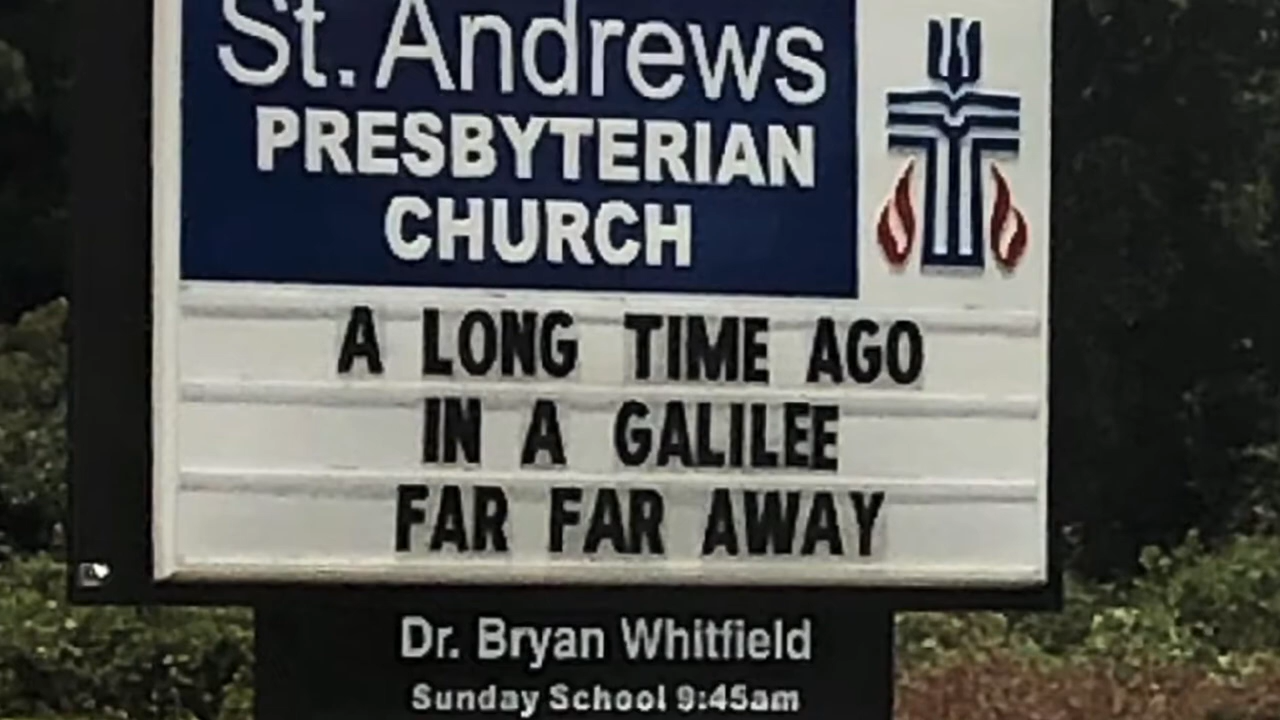 St. Andrews
PRESBYTERIAN
CHURCH
A LONG TIME AGO
IN A GALILEE
FAR FAR AWAY
Dr. Bryan Whitfield
Sunday School 9:45am